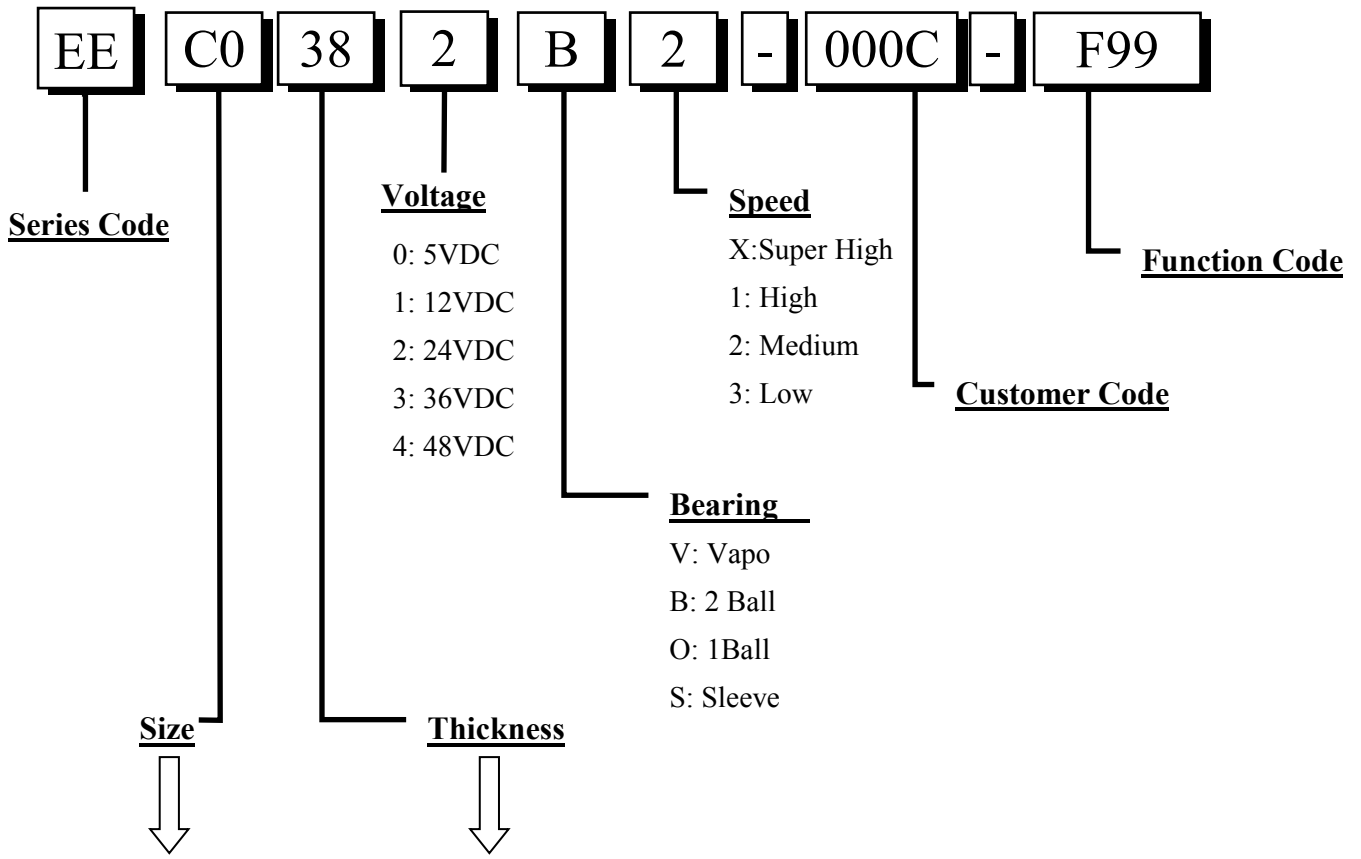 EE C0 38 2 B 2 - 000C - F99
Series Code
Voltage
0: 5VDC
1: 12VDC
2: 24VDC
3: 36VDC
4: 48VDC
Speed
X:Super High
1: High
2: Medium
3: Low
Function Code
Customer Code
Bearing
V: Vapo
B: 2 Ball
O: 1Ball
S: Sleeve
Size
Thickness